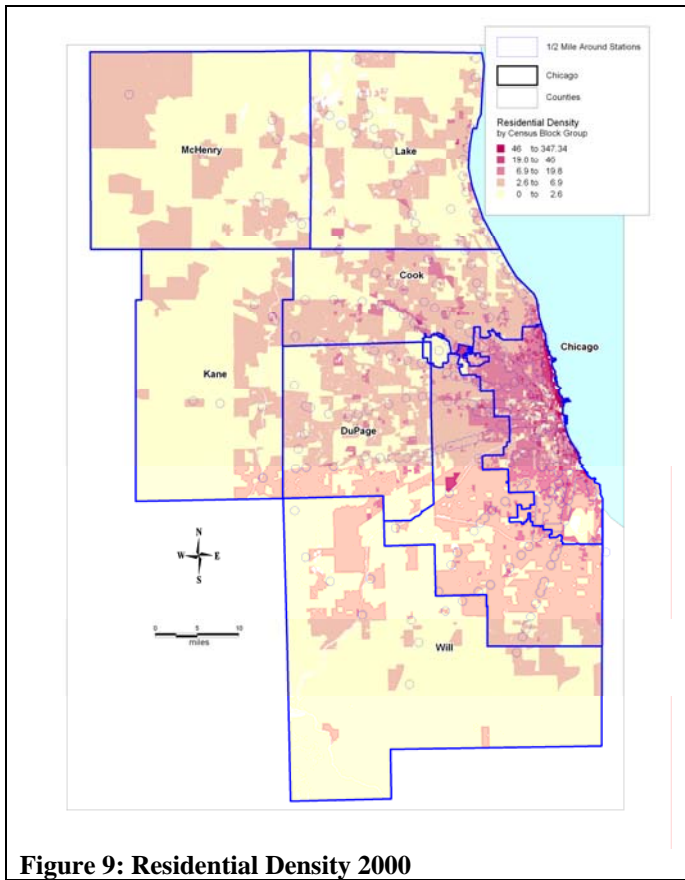 1/2 Mile Around Stations
Chicago
Counties
Residential Density
by Census Block Group
46 to 347.34
19.8 to 46
6.9 to 19.8
2.6 to 6.9
0 to 2.6
McHenry
Lake
Cook
Chicago
Kane
DuPage
N
W E
S
0 5 10
miles
Will
Figure 9: Residential Density 2000